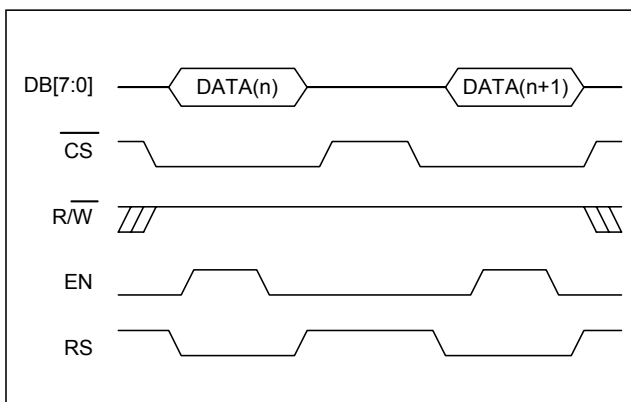 DB[7:0] DATA(n) DATA(n+1)
CS
R/W
EN
RS